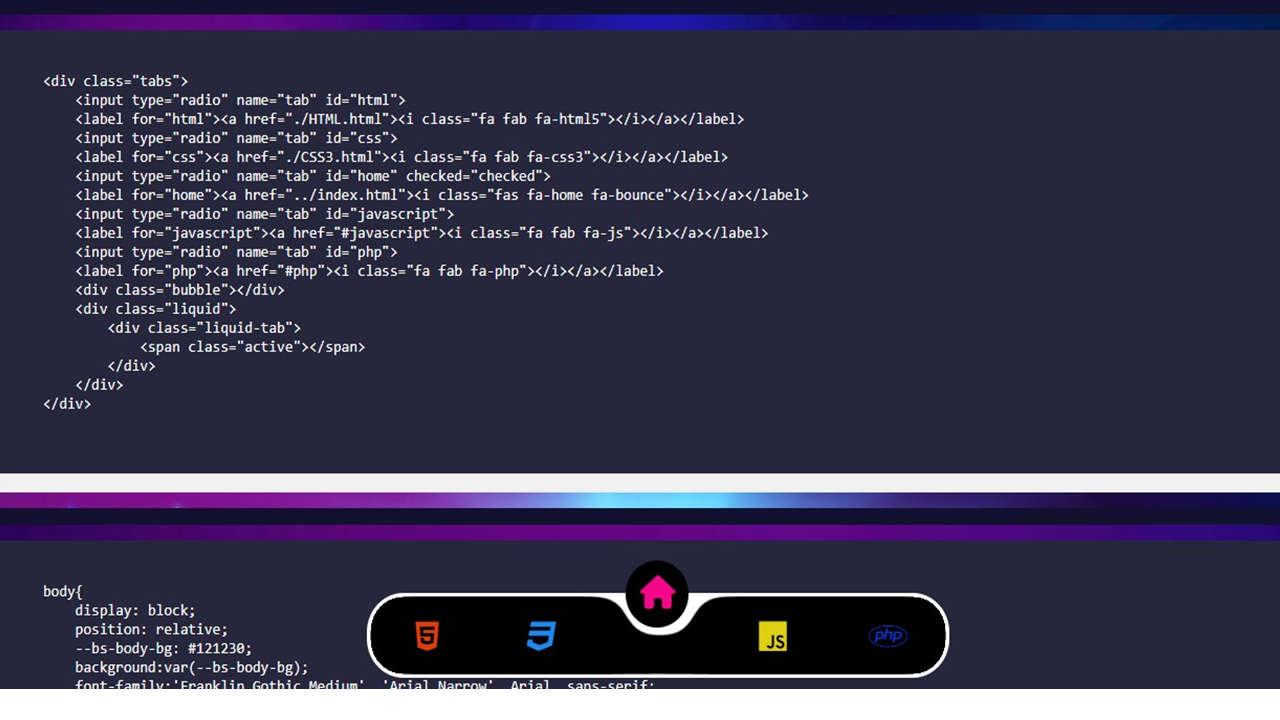 <div class="tabs">
    <input type="radio" name="tab" id="html">
    <label for="html"><a href="./HTML.html"><i class="fa fab fa-html5"></i></a></label>
    <input type="radio" name="tab" id="css">
    <label for="css"><a href="./CSS3.html"><i class="fa fab fa-css3"></i></a></label>
    <input type="radio" name="tab" id="home" checked="checked">
    <label for="home"><a href="../index.html"><i class="fas fa-home fa-bounce"></i></a></label>
    <input type="radio" name="tab" id="javascript">
    <label for="javascript"><a href="#javascript"><i class="fa fab fa-js"></i></a></label>
    <input type="radio" name="tab" id="php">
    <label for="php"><a href="#php"><i class="fa fab fa-php"></i></a></label>
    <div class="bubble"></div>
    <div class="liquid">
        <div class="liquid-tab">
            <span class="active"></span>
        </div>
    </div>
</div>
body{
    display: block;
    position: relative;
    --bs-body-bg: #121230;
    background:var(--bs-body-bg);
    font-family:'Franklin Gothic Medium', 'Arial Narrow', Arial, sans-serif;
5
JS
php